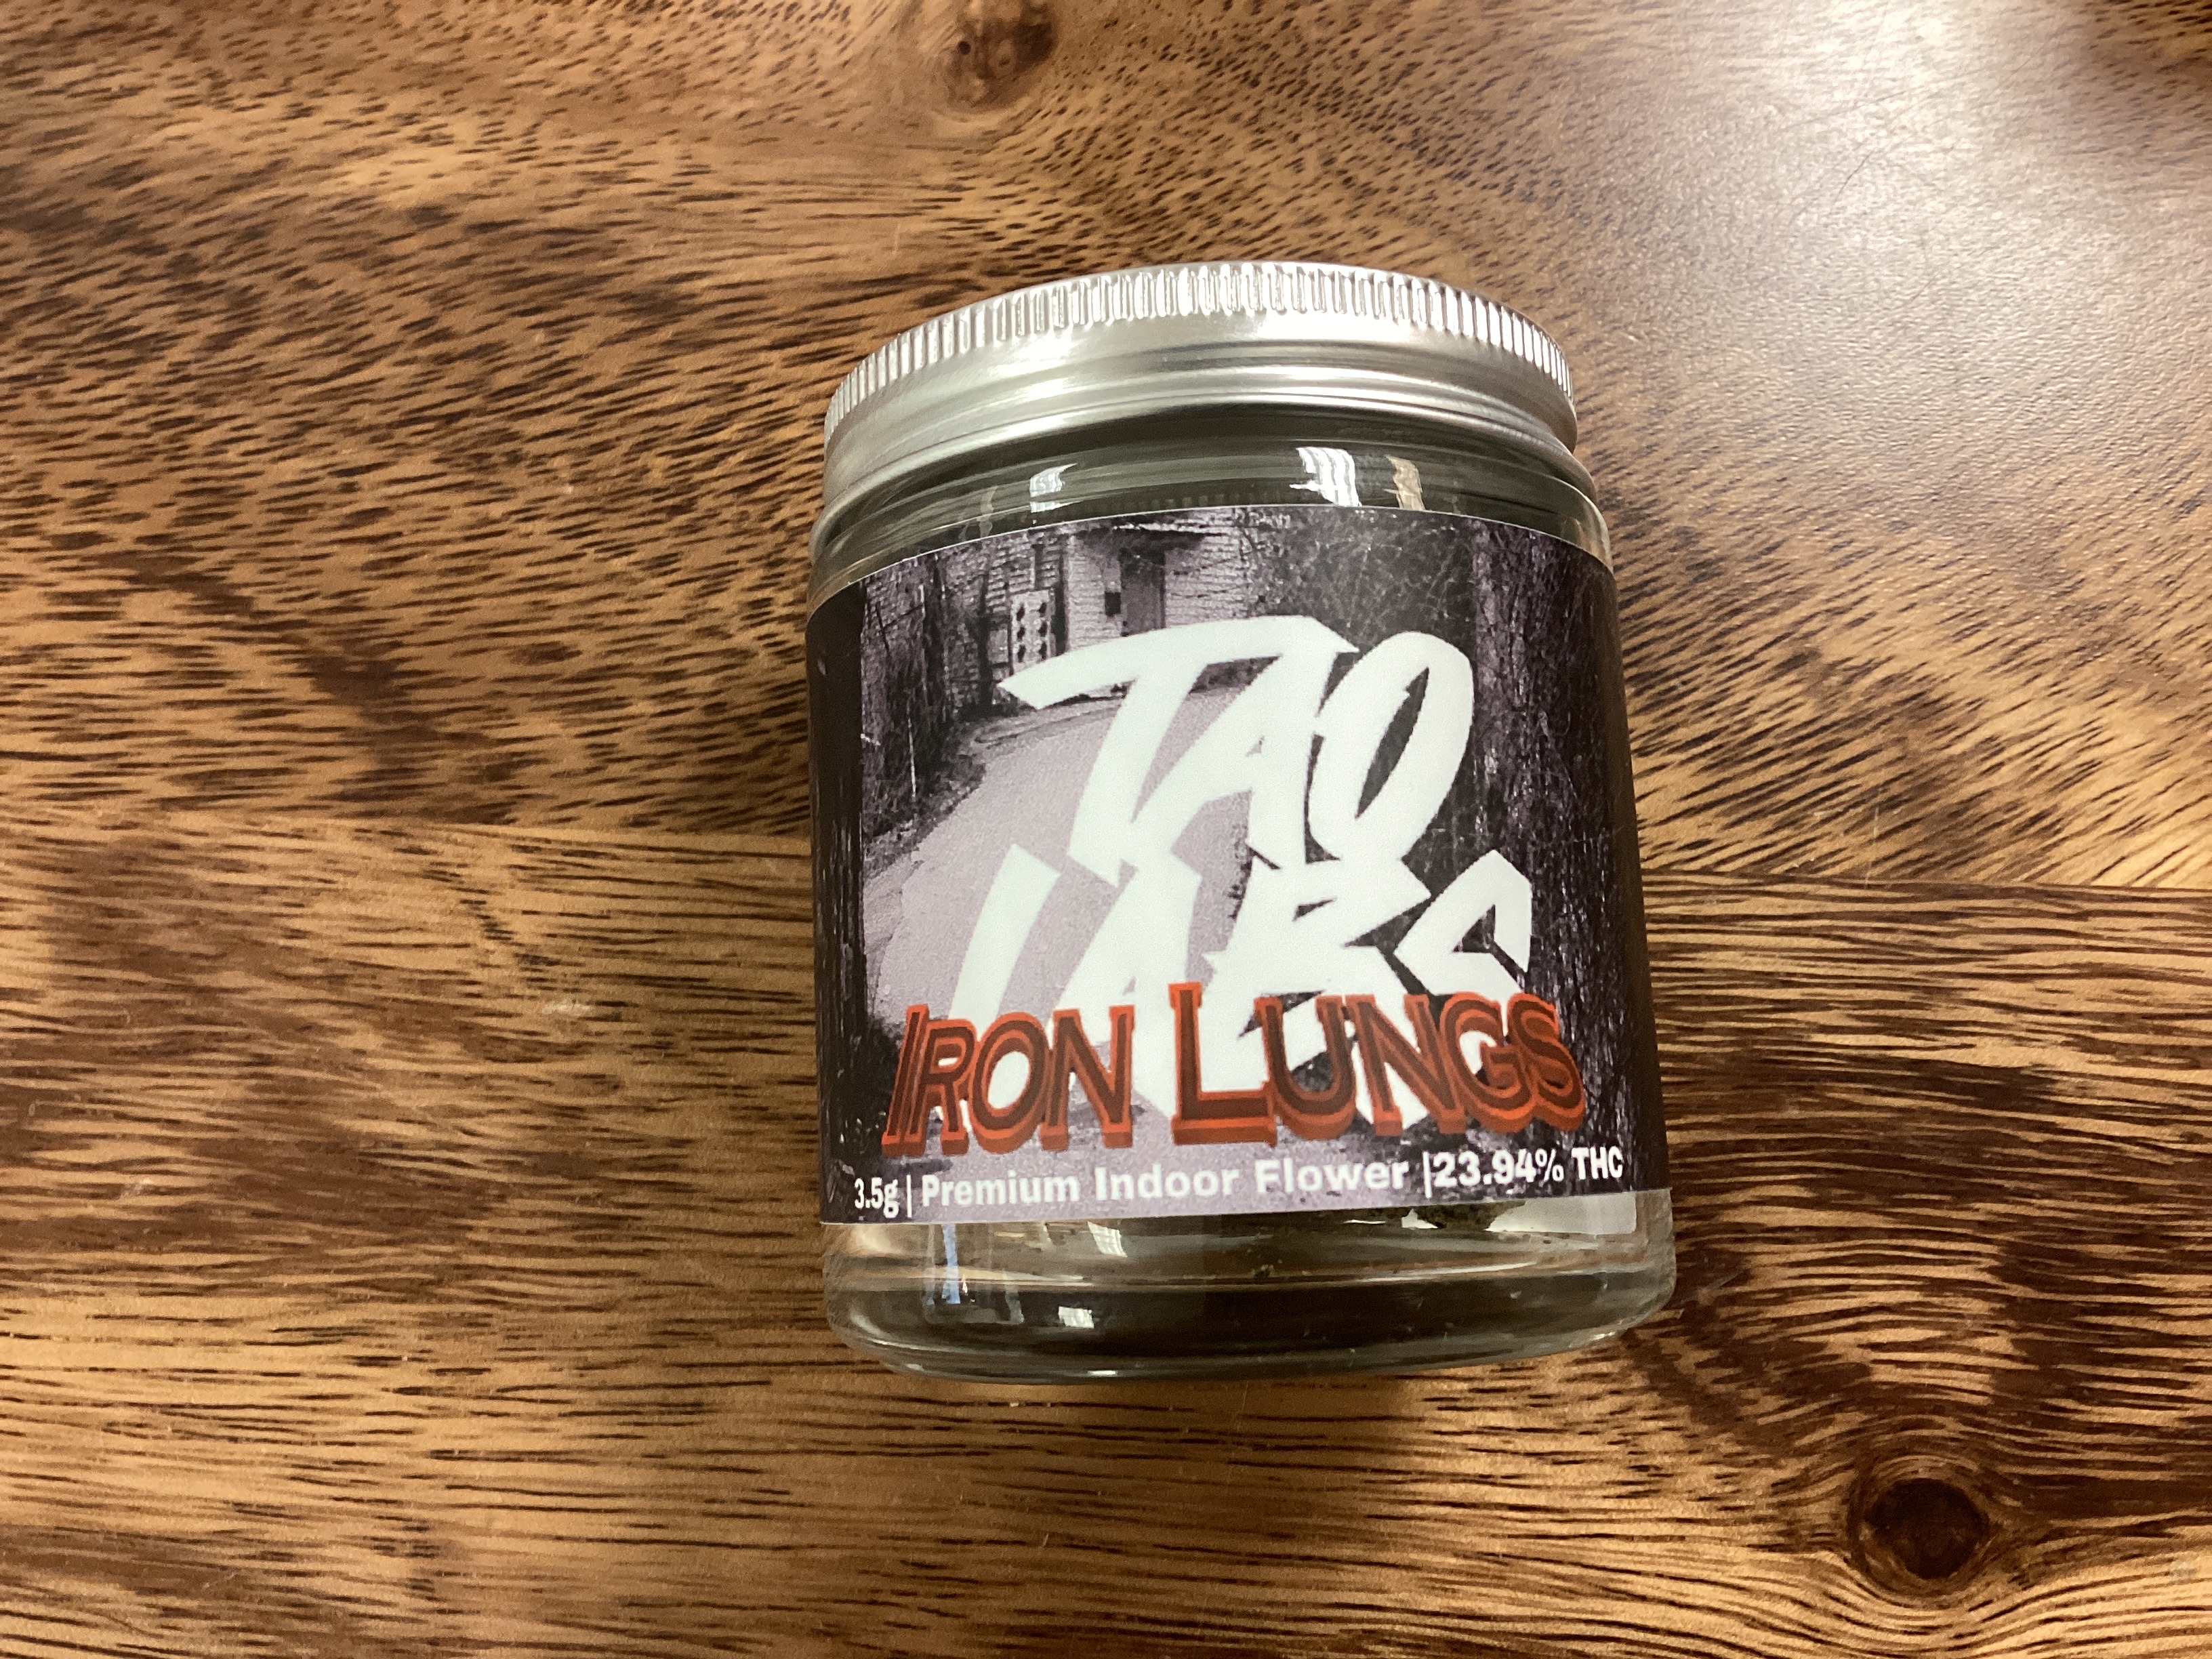 TAO
LABS
IRON LUNGS
3.5g | Premium Indoor Flower |23.94% THC